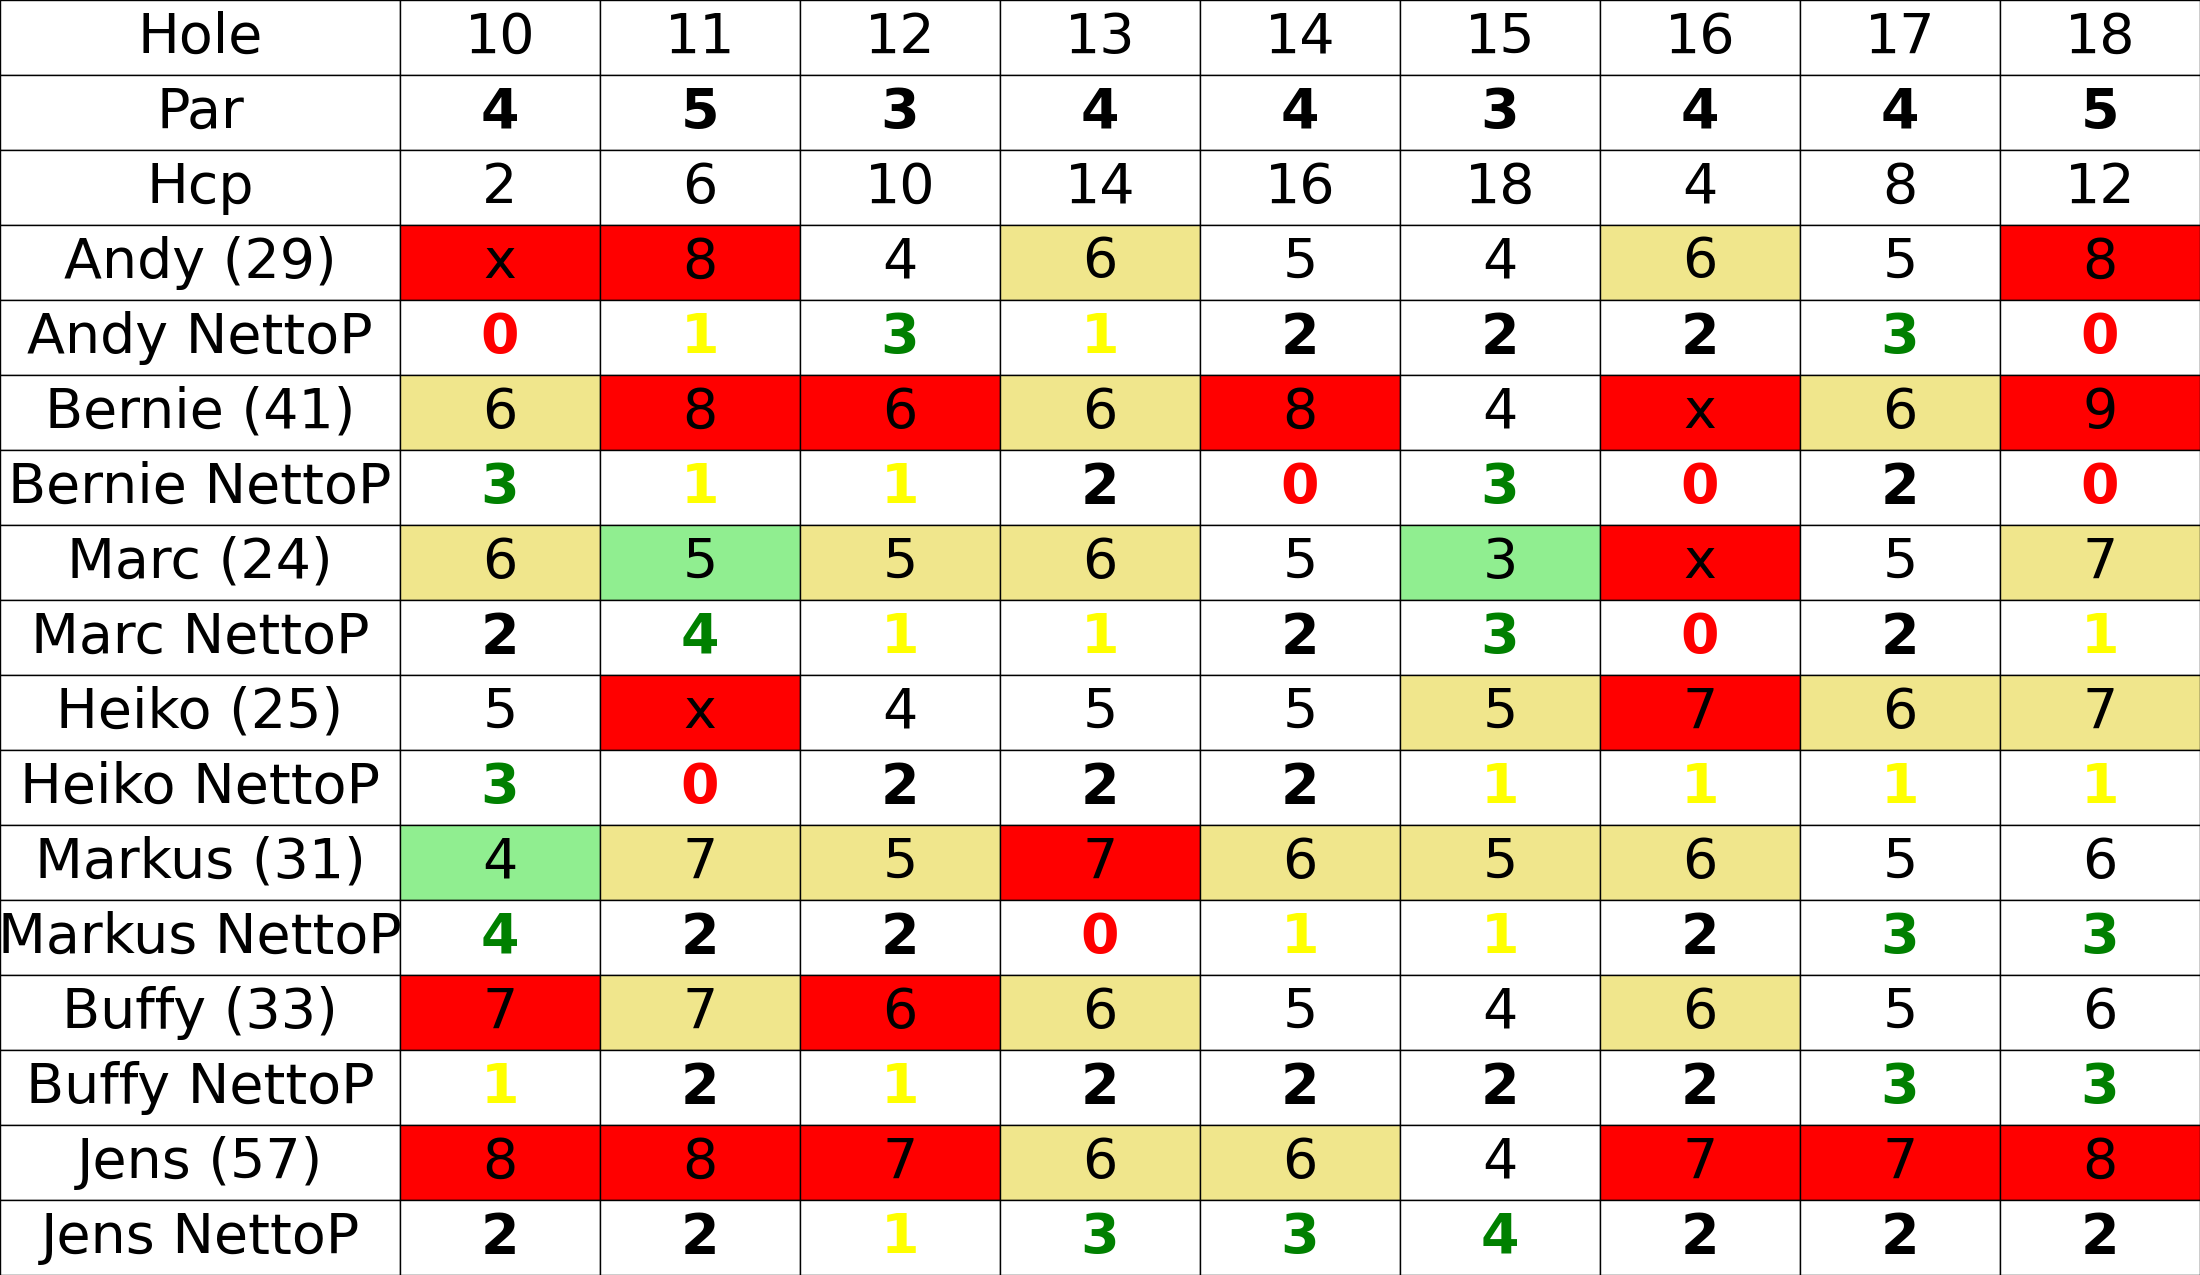 Hole 10 11 12 13 14 15 16 17 18
Par 4 5 3 4 4 3 4 4 5
Hcp 2 6 10 14 16 18 4 8 12
Andy (29) x 8 4 6 5 4 6 5 8
Andy NettoP 0 1 3 1 2 2 2 3 0
Bernie (41) 6 8 6 6 8 4 x 6 9
Bernie NettoP 3 1 1 2 0 3 0 2 0
Marc (24) 6 5 5 6 5 3 x 5 7
Marc NettoP 2 4 1 1 2 3 0 2 1
Heiko (25) 5 x 4 5 5 5 7 6 7
Heiko NettoP 3 0 2 2 2 1 1 1 1
Markus (31) 4 7 5 7 6 5 6 5 6
Markus NettoP 4 2 2 0 1 1 2 3 3
Buffy (33) 7 7 6 6 5 4 6 5 6
Buffy NettoP 1 2 1 2 2 2 2 3 3
Jens (57) 8 8 7 6 6 4 7 7 8
Jens NettoP 2 2 1 3 3 4 2 2 2